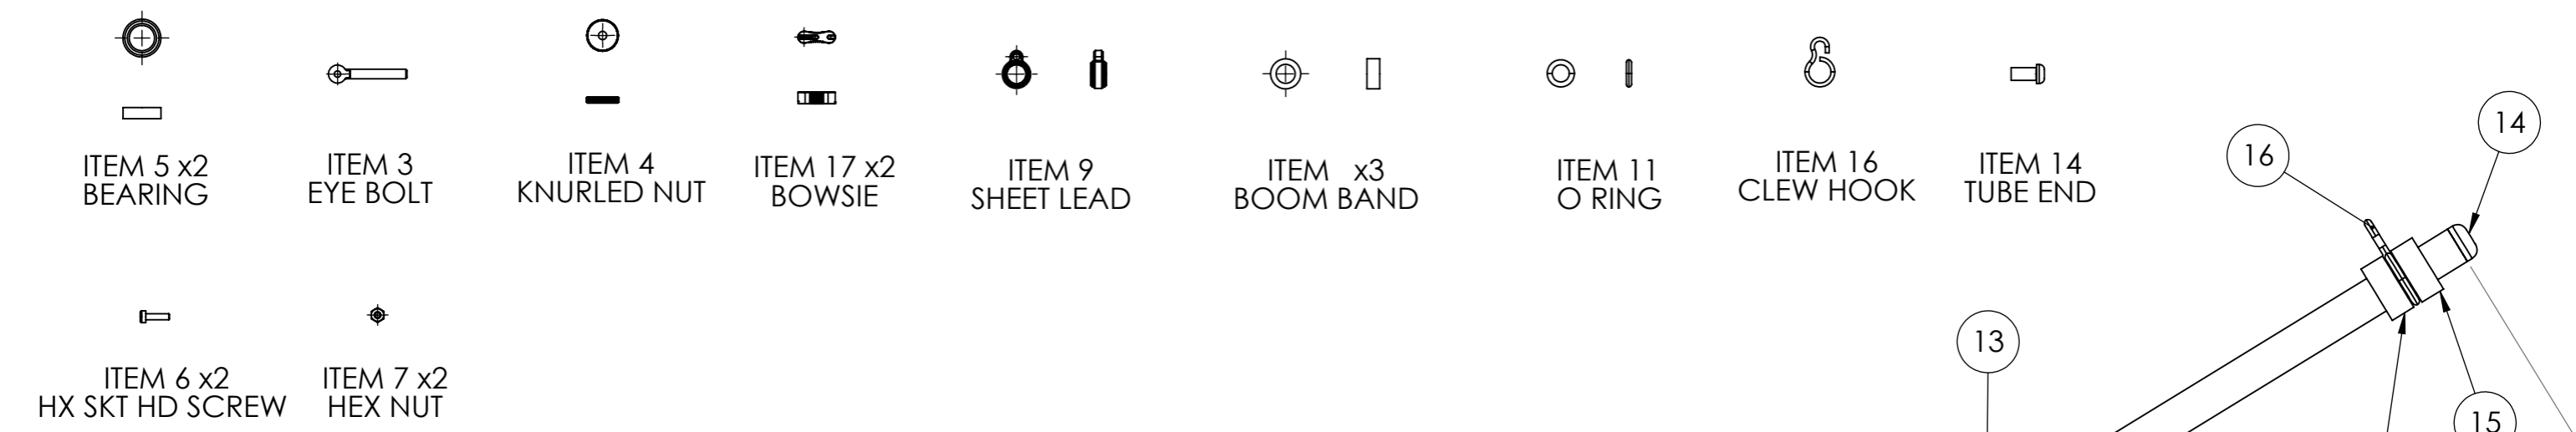 ITEM 5 x2
BEARING
ITEM 3
EYE BOLT
ITEM 4
KNURLED NUT
ITEM 17 x2
BOWSIE
ITEM 9
SHEET LEAD
ITEM x3
BOOM BAND
ITEM 11
O RING
ITEM 16
CLEW HOOK
ITEM 14
TUBE END
16
14
ITEM 6 x2
HX SKT HD SCREW
ITEM 7 x2
HEX NUT
13
15